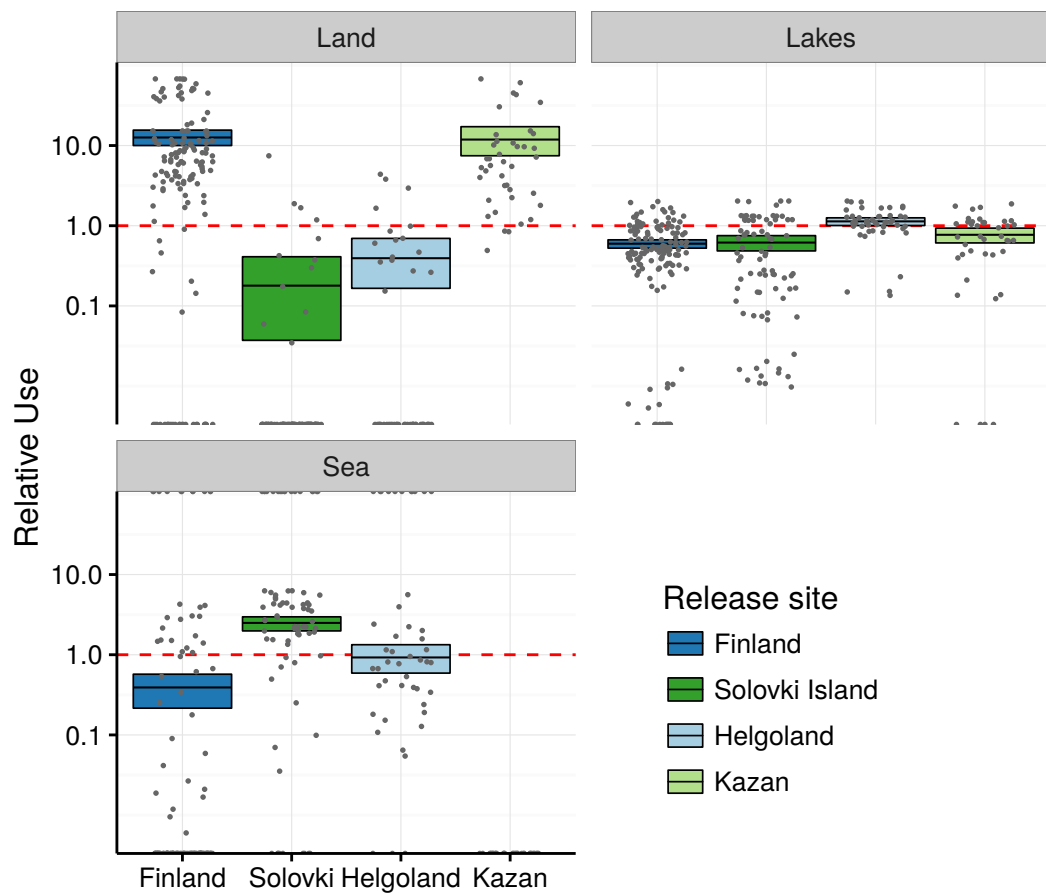 Land
Lakes
10.0
1.0
0.1
Relative Use
Sea
10.0
1.0
0.1
Finland
Solovki
Helgoland
Kazan
Release site
Finland
Solovki Island
Helgoland
Kazan